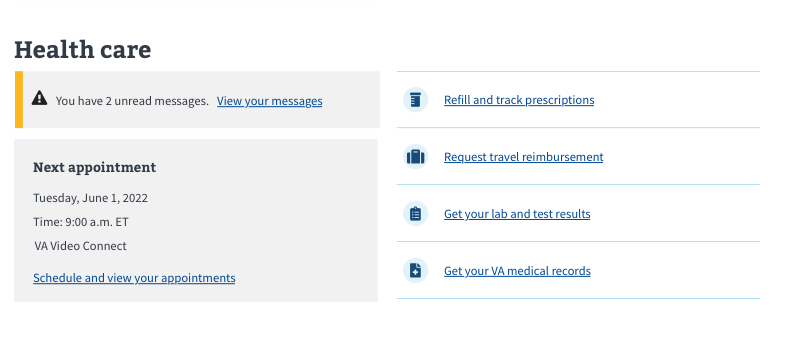 Health care
You have 2 unread messages. View your messages
Next appointment
Tuesday, June 1, 2022
Time: 9:00 a.m. ET
VA Video Connect
Schedule and view your appointments
Refill and track prescriptions
Request travel reimbursement
Get your lab and test results
Get your VA medical records